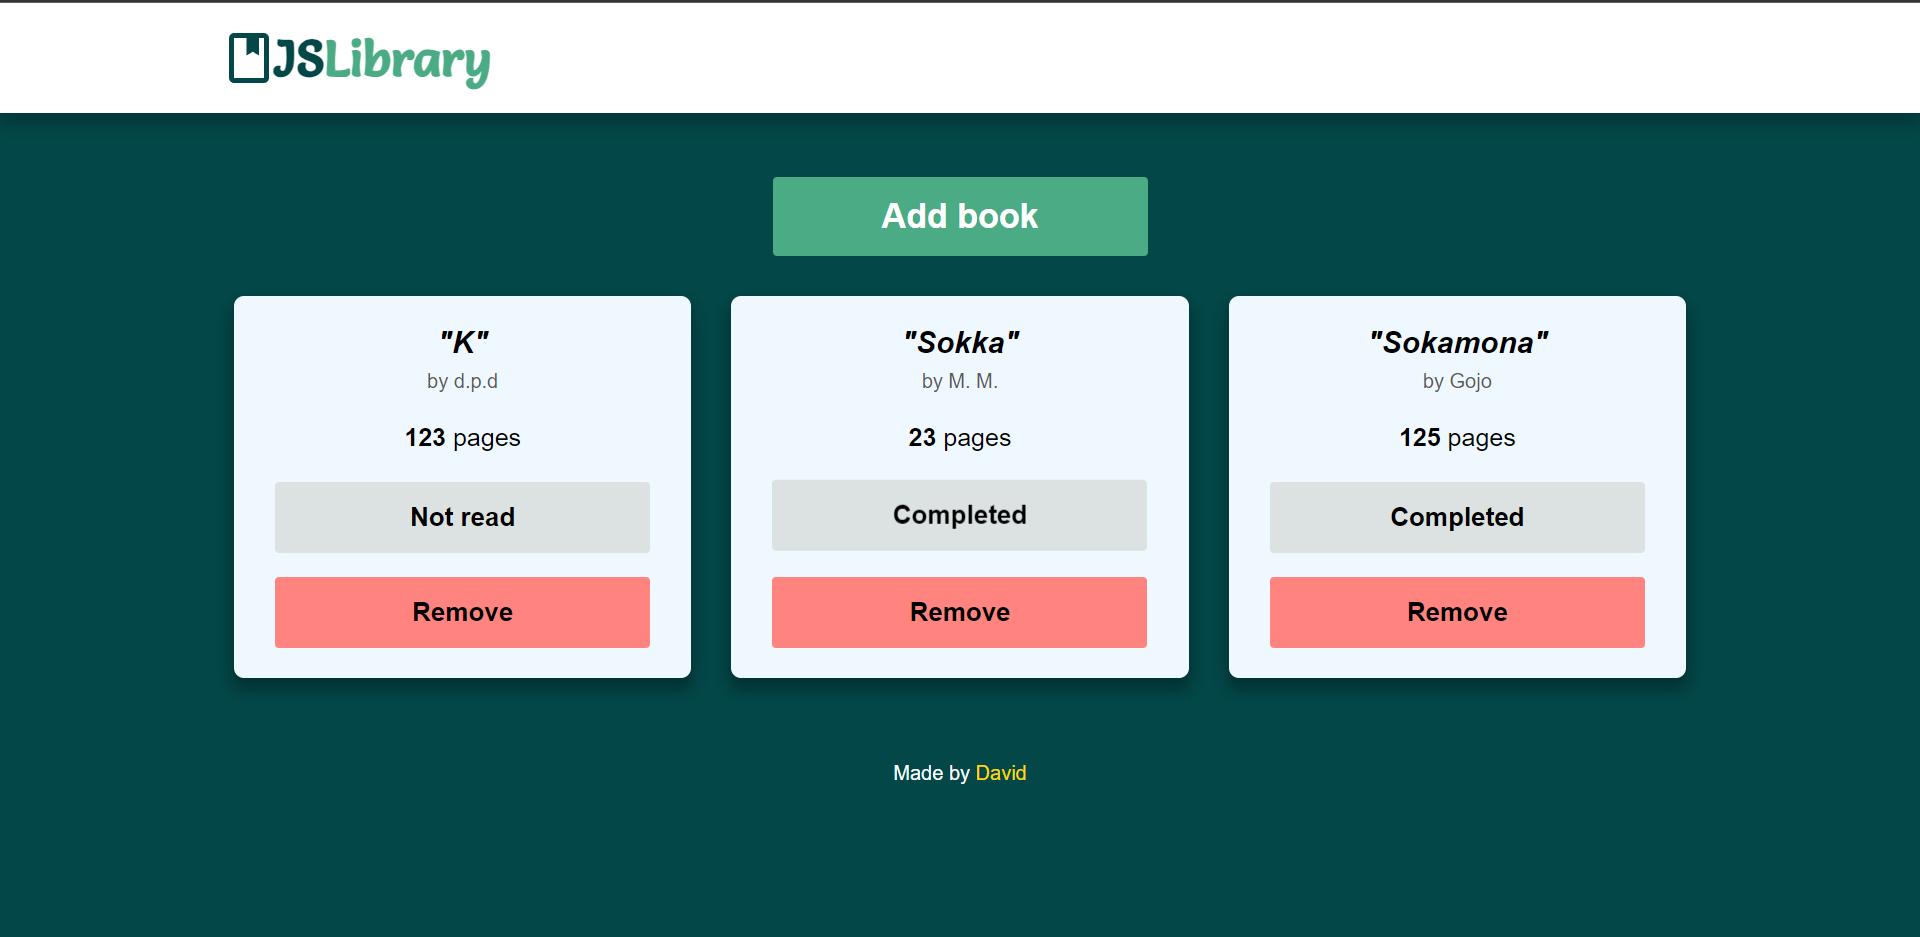 JSLibrary
Add book
"K"
by d.p.d
123 pages
Not read
Remove
"Sokka"
by M. M.
23 pages
Completed
Remove
"Sokamona"
by Gojo
125 pages
Completed
Remove
Made by David